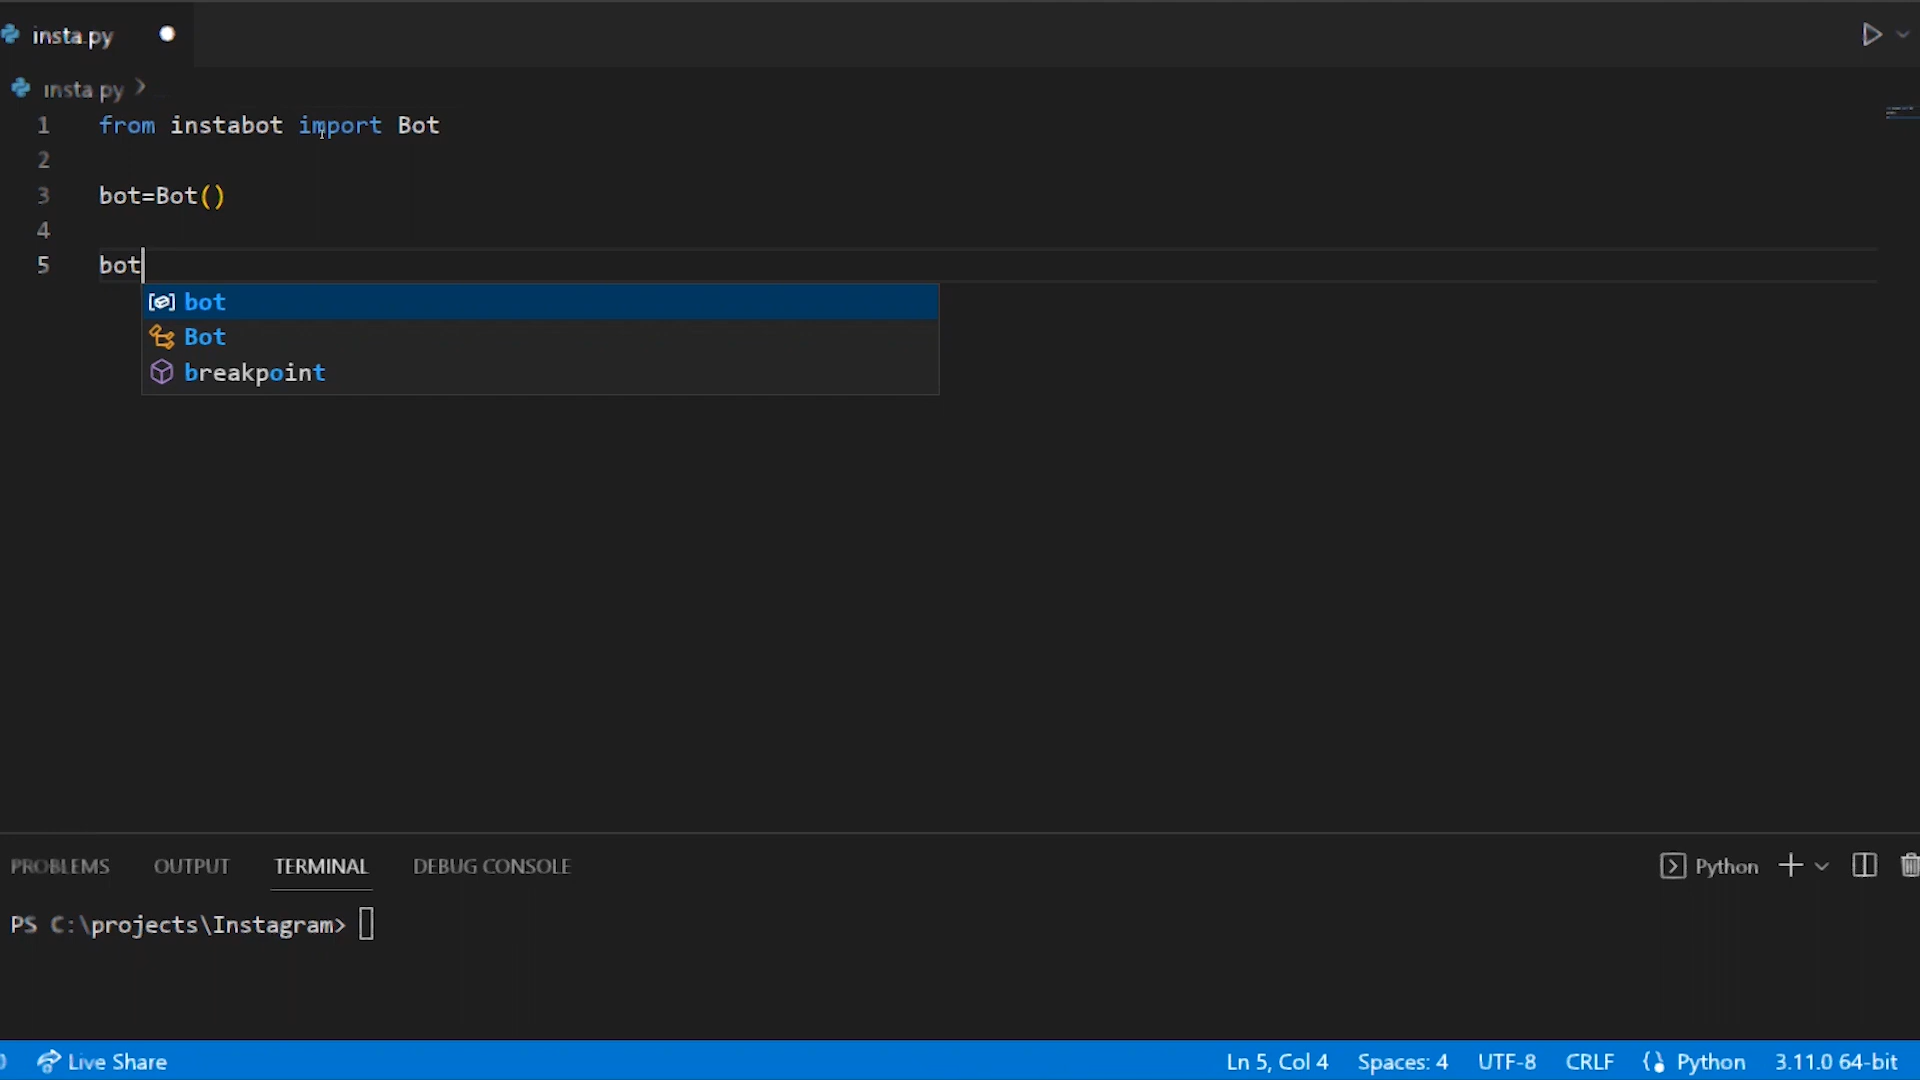 insta.py
insta.py >
1 from instabot import Bot
2
3 bot=Bot()
4
5 bot
bot
Bot
breakpoint
PROBLEMS OUTPUT TERMINAL DEBUG CONSOLE Python
PS C:\projects\Instagram>
Live Share Ln 5, Col 4 Spaces: 4 UTF-8 CRLF Python 3.11.0 64-bit